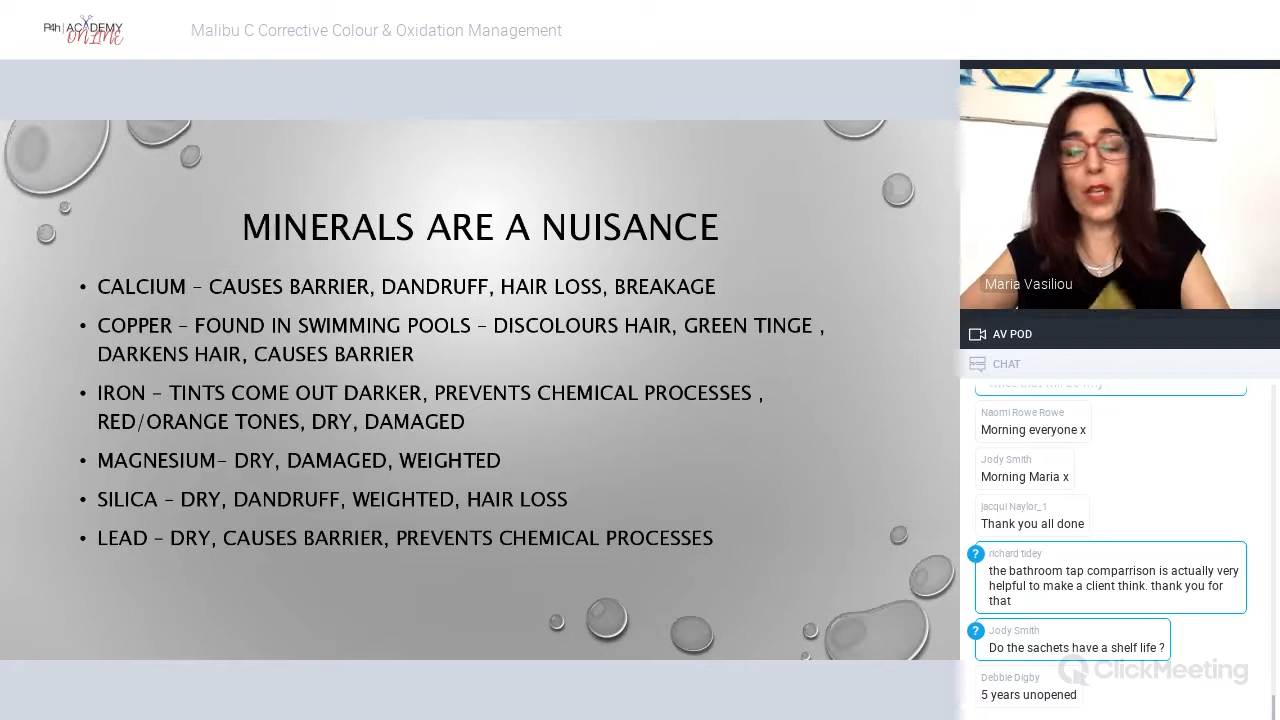 P4h | ACADEMY
ONLINE
Malibu C Corrective Colour & Oxidation Management
MINERALS ARE A NUISANCE
• CALCIUM – CAUSES BARRIER, DANDRUFF, HAIR LOSS, BREAKAGE
• COPPER – FOUND IN SWIMMING POOLS – DISCOLOURS HAIR, GREEN TINGE ,
DARKENS HAIR, CAUSES BARRIER
• IRON – TINTS COME OUT DARKER, PREVENTS CHEMICAL PROCESSES ,
RED/ORANGE TONES, DRY, DAMAGED
• MAGNESIUM– DRY, DAMAGED, WEIGHTED
• SILICA – DRY, DANDRUFF, WEIGHTED, HAIR LOSS
• LEAD – DRY, CAUSES BARRIER, PREVENTS CHEMICAL PROCESSES
Maria Vasiliou
AV POD
CHAT
Naomi Rowe Rowe
Morning everyone x
Jody Smith
Morning Maria x
jacqui Naylor_1
Thank you all done
?
richard tidey
the bathroom tap comparrison is actually very
helpful to make a client think. thank you for
that
?
Jody Smith
Do the sachets have a shelf life ?
ClickMeeting
Debbie Digby
5 years unopened